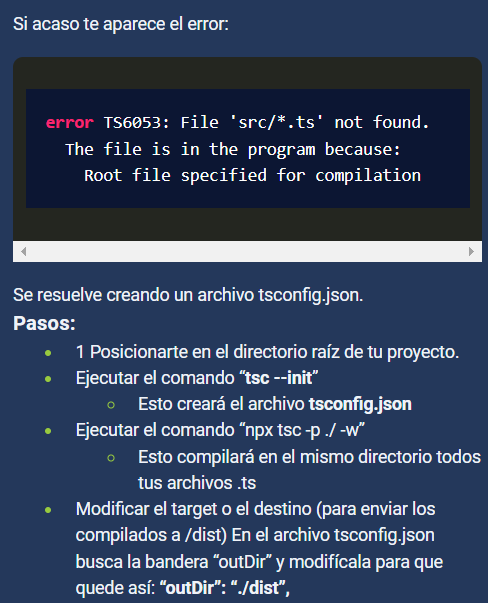 Si acaso te aparece el error:
error TS6053: File 'src/*.ts' not found.
The file is in the program because:
Root file specified for compilation
Se resuelve creando un archivo tsconfig.json.
Pasos:
1 Posicionarte en el directorio raíz de tu proyecto.
Ejecutar el comando “tsc --init”
Esto creará el archivo tsconfig.json
Ejecutar el comando “npx tsc -p ./ -w”
Esto compilará en el mismo directorio todos
tus archivos .ts
Modificar el target o el destino (para enviar los
compilados a /dist) En el archivo tsconfig.json
busca la bandera “outDir” y modifícala para que
quede así: “outDir”: “./dist”,